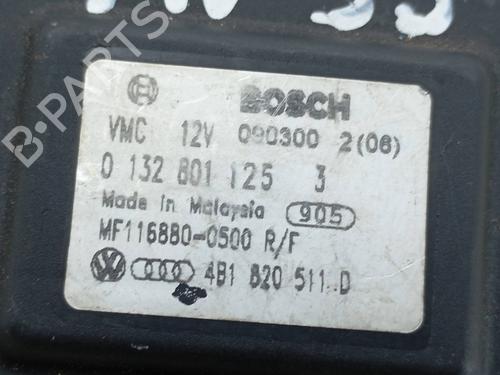 BOSCH
VMC 12V 090300 2(06)
0 132 801 125 3
Made in Malaysia 905
MF116880-0500 R/F
4B1 820 511 D
B-PARTS